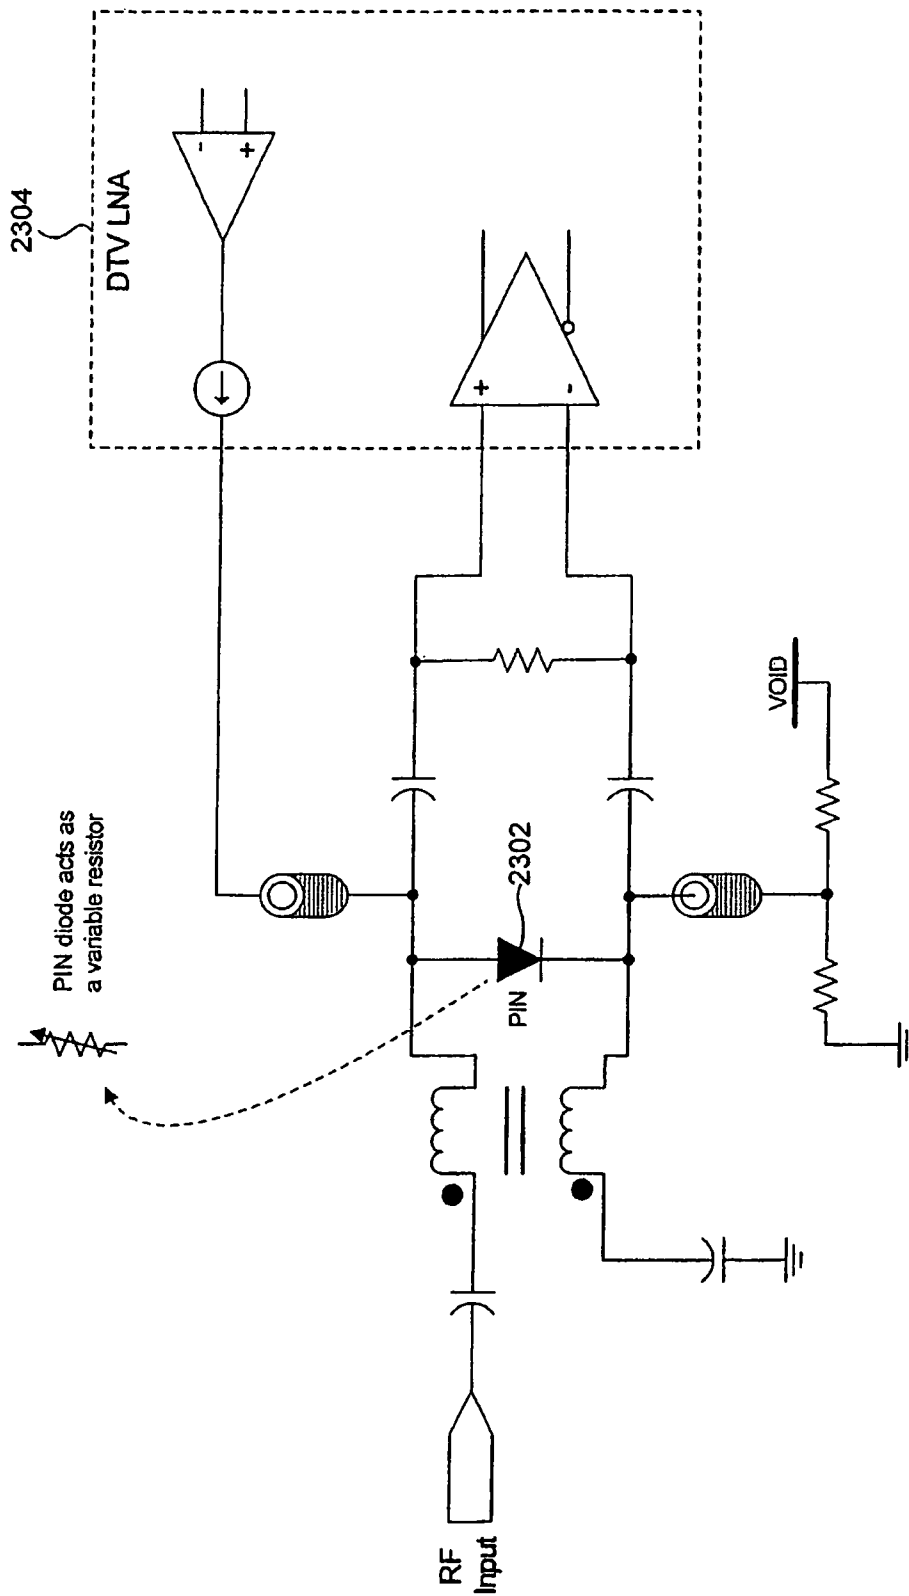 2304
DTV LNA
-
+
+
-
PIN diode acts as
a variable resistor
2302
PIN
VOID
RF
Input